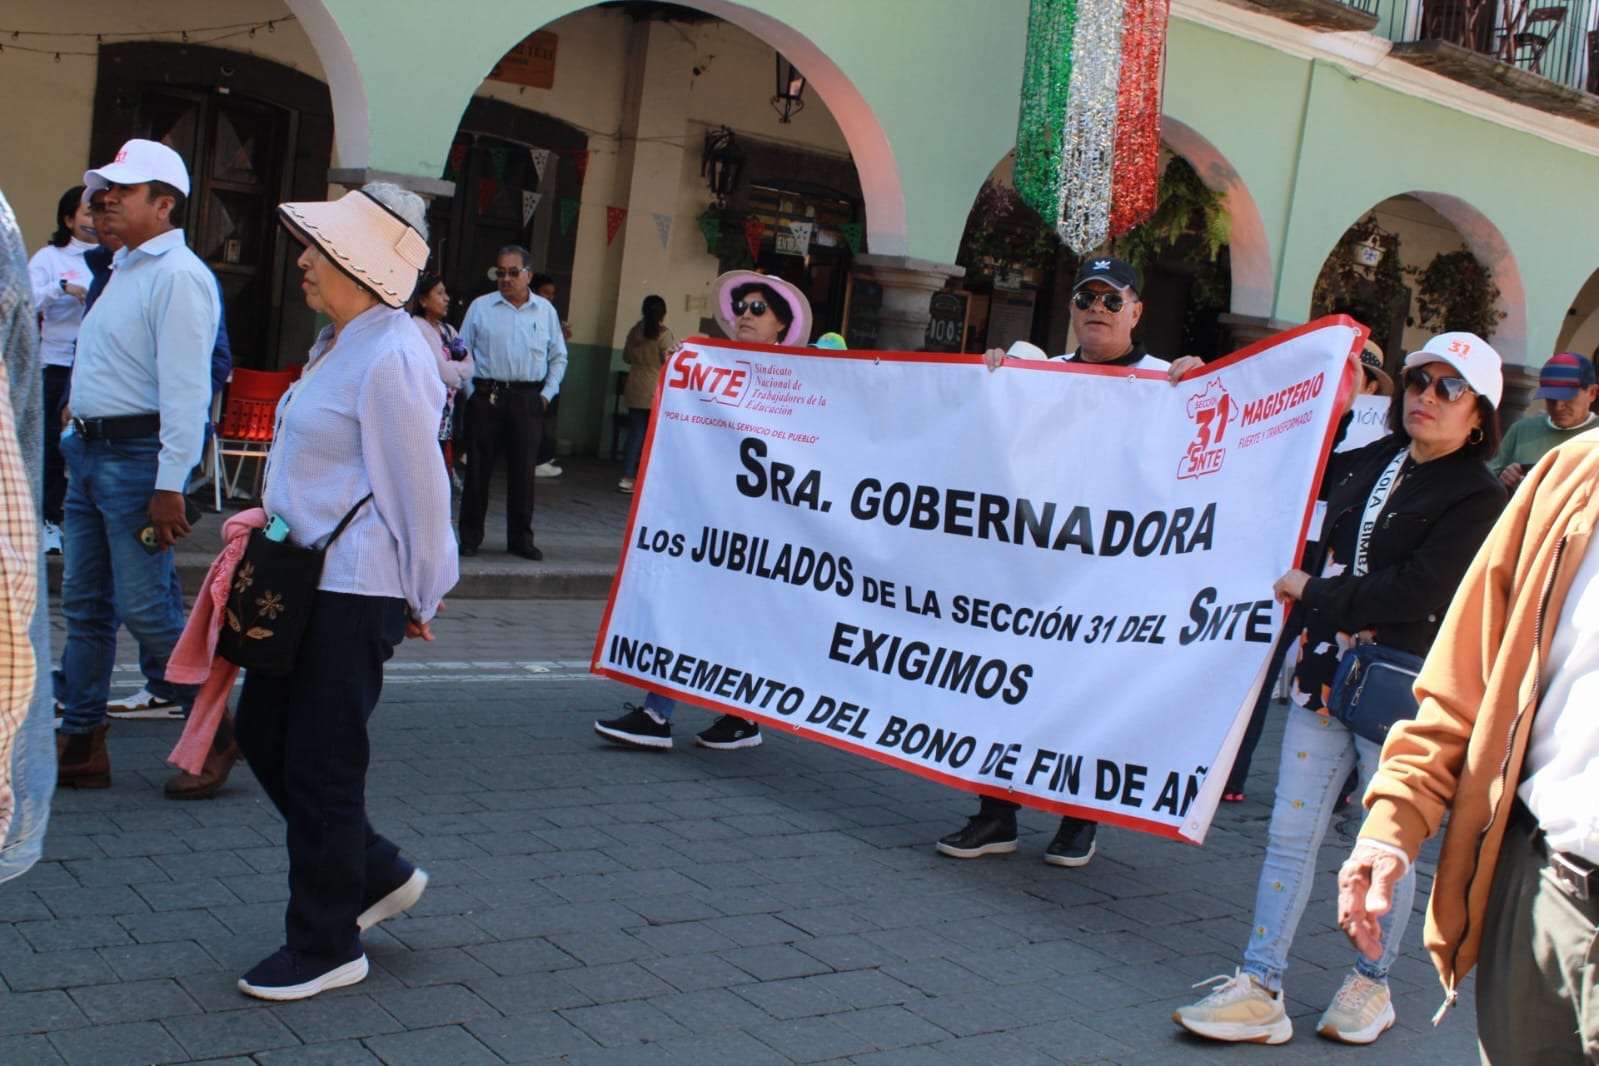 SNTE
Sindicato
Nacional de
Trabajadores de la
Educación
"POR LA EDUCACIÓN AL SERVICIO DEL PUEBLO"
SECCIÓN
31
SNTE
MAGISTERIO
FUERTE Y TRANSFORMADO
SRA. GOBERNADORA
LOS JUBILADOS DE LA SECCIÓN 31 DEL SNTE
EXIGIMOS
INCREMENTO DEL BONO DE FIN DE AÑ
31
Y LOLA BIMBA